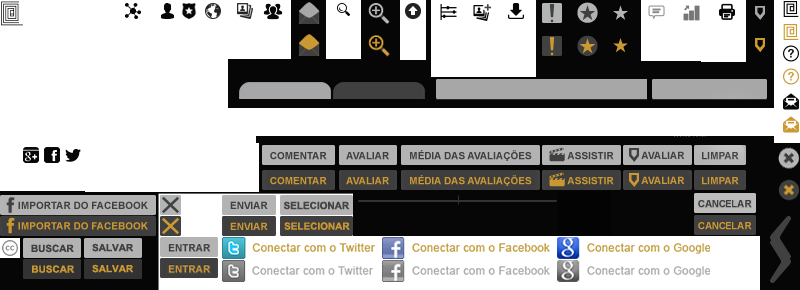 COMENTAR AVALIAR MÉDIA DAS AVALIAÇÕES ASSISTIR AVALIAR LIMPAR
COMENTAR AVALIAR MÉDIA DAS AVALIAÇÕES ASSISTIR AVALIAR LIMPAR
IMPORTAR DO FACEBOOK ENVIAR SELECIONAR CANCELAR
IMPORTAR DO FACEBOOK ENVIAR SELECIONAR CANCELAR
cc BUSCAR SALVAR ENTRAR Conectar com o Twitter Conectar com o Facebook Conectar com o Google
BUSCAR SALVAR ENTRAR Conectar com o Twitter Conectar com o Facebook Conectar com o Google